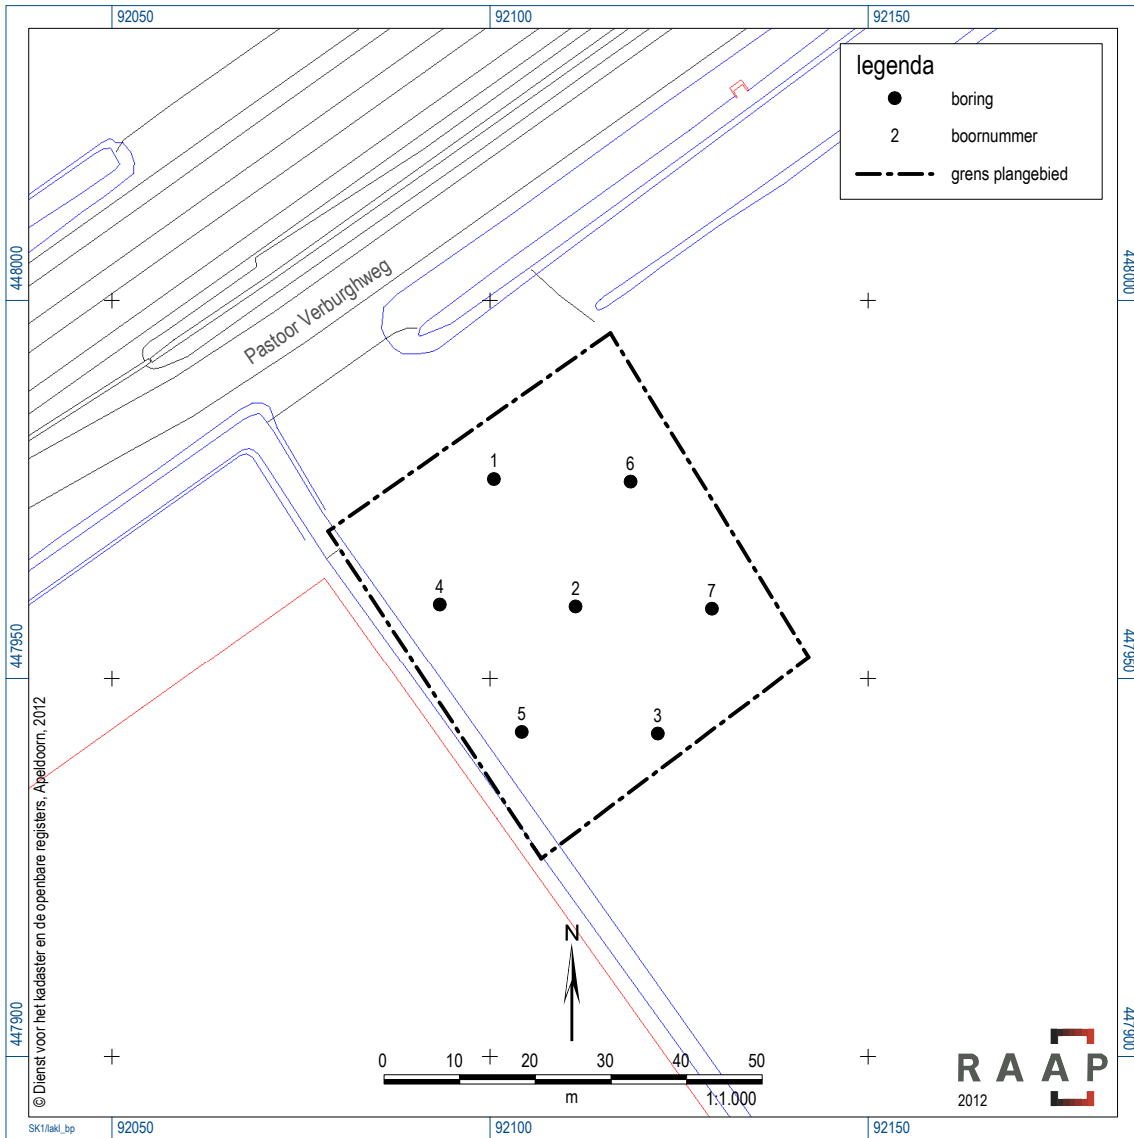 92050
92100
92150
legenda
boring
2
boornummer
grens plangebied
448000
448000
Pastoor Verburghweg
1
6
4
2
7
447950
447950
5
3
© Dienst voor het kadaster en de openbare registers, Apeldoorn, 2012
N
447900
447900
0 10 20 30 40 50
m
1:1.000
RAAP
2012
SK1/lakl_bp
92050
92100
92150